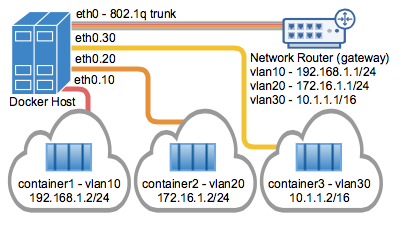 eth0 - 802.1q trunk
eth0.30
eth0.20
eth0.10
Docker Host
Network Router (gateway)
vlan10 - 192.168.1.1/24
vlan20 - 172.16.1.1/24
vlan30 - 10.1.1.1/16
container1 - vlan10
192.168.1.2/24
container2 - vlan20
172.16.1.2/24
container3 - vlan30
10.1.1.2/16